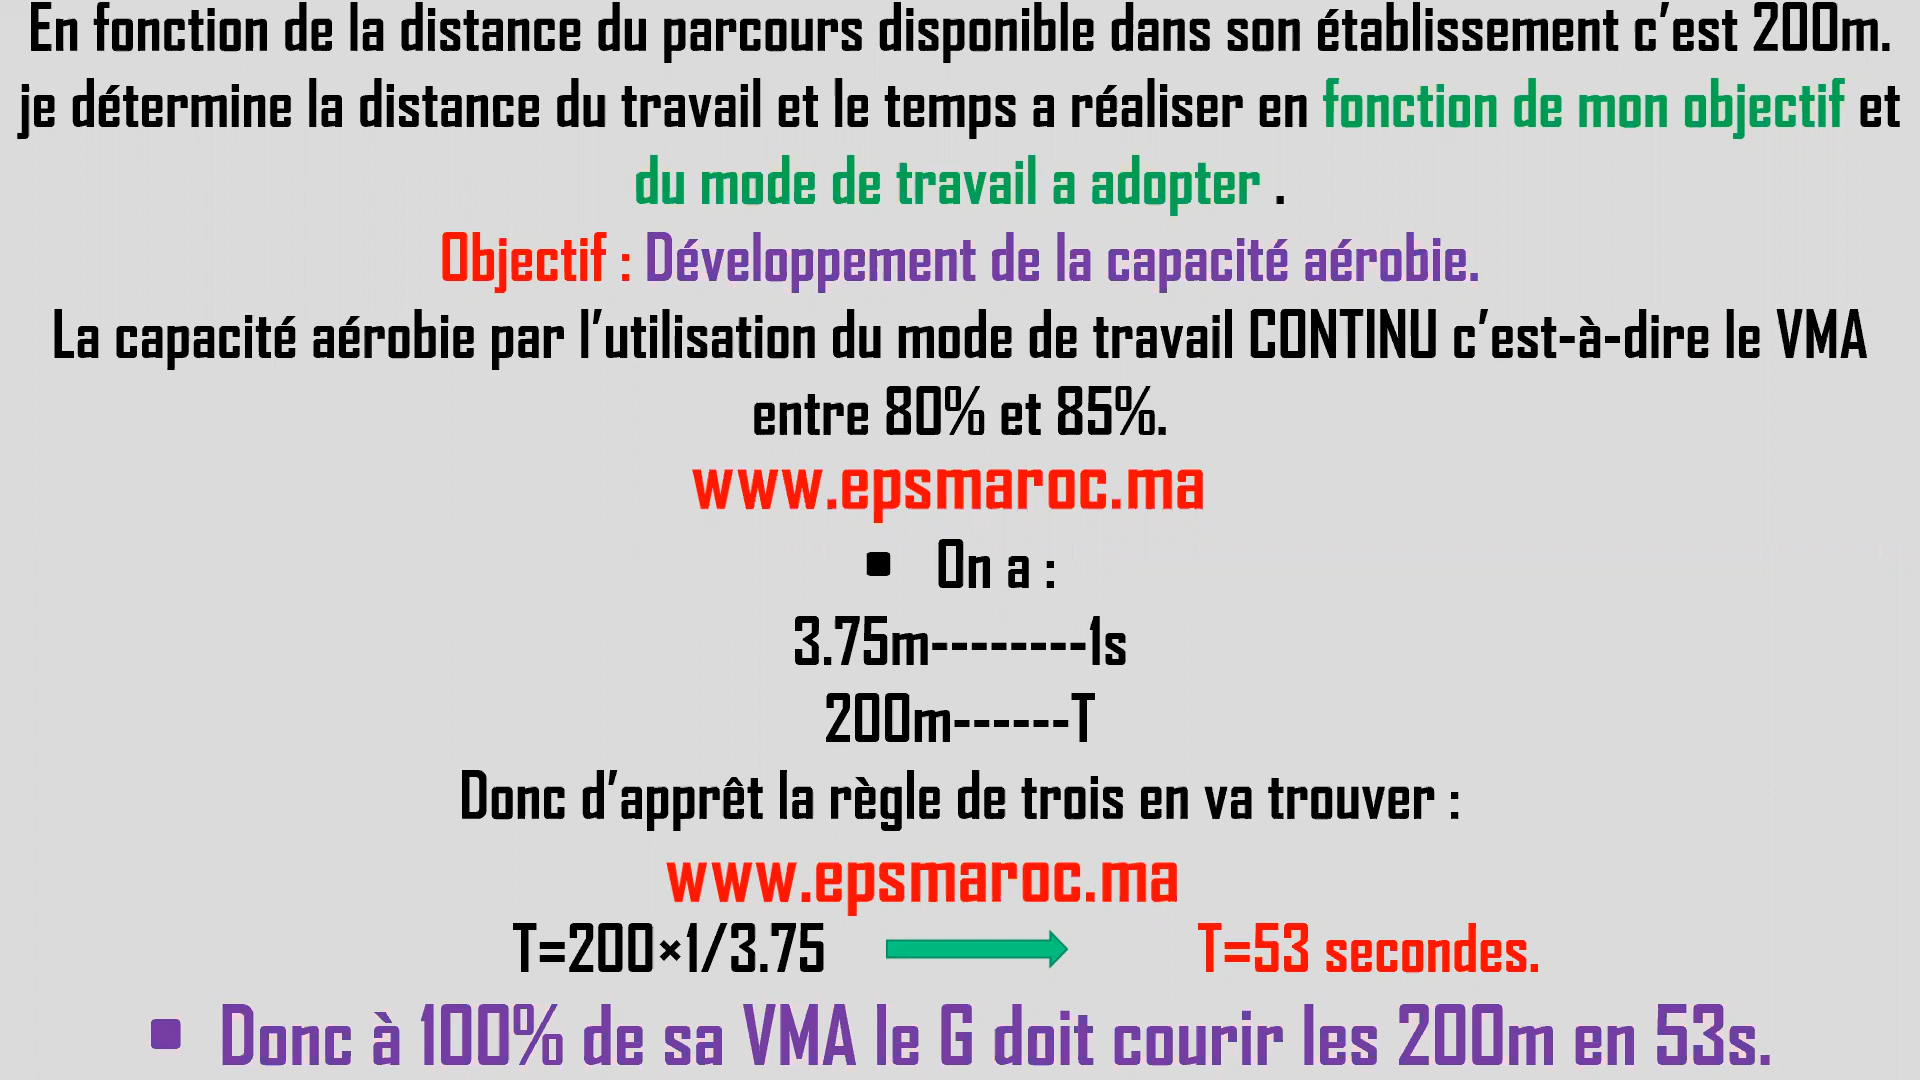 En fonction de la distance du parcours disponible dans son établissement c’est 200m.
je détermine la distance du travail et le temps a réaliser en fonction de mon objectif et
du mode de travail a adopter .
Objectif : Développement de la capacité aérobie.
La capacité aérobie par l’utilisation du mode de travail CONTINU c’est-à-dire le VMA
entre 80% et 85%.
www.epsmaroc.ma
▪ On a :
3.75m--------1s
200m------T
Donc d’apprêt la règle de trois en va trouver :
www.epsmaroc.ma
T=200×1/3.75 T=53 secondes.
▪ Donc à 100% de sa VMA le G doit courir les 200m en 53s.